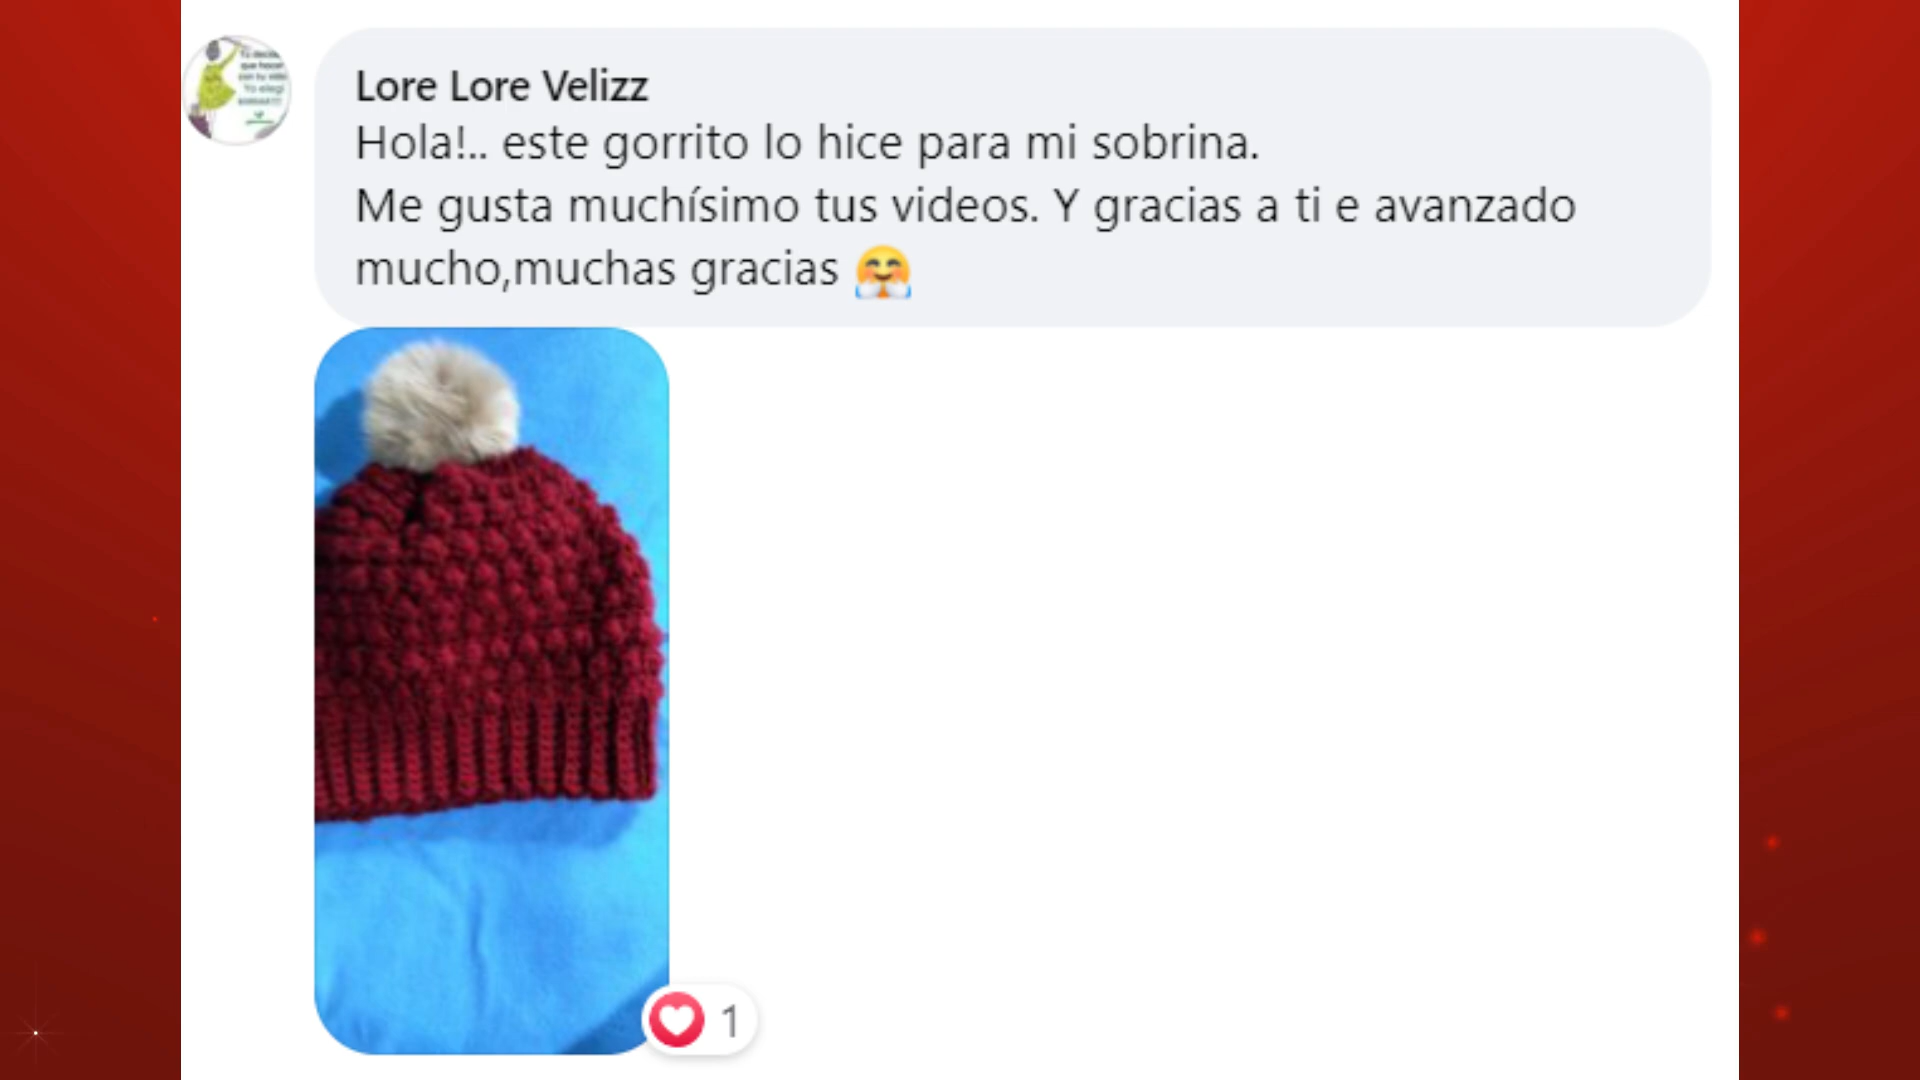 Lore Lore Velizz
Hola!.. este gorrito lo hice para mi sobrina.
Me gusta muchísimo tus videos. Y gracias a ti e avanzado
mucho,muchas gracias 🤗
1